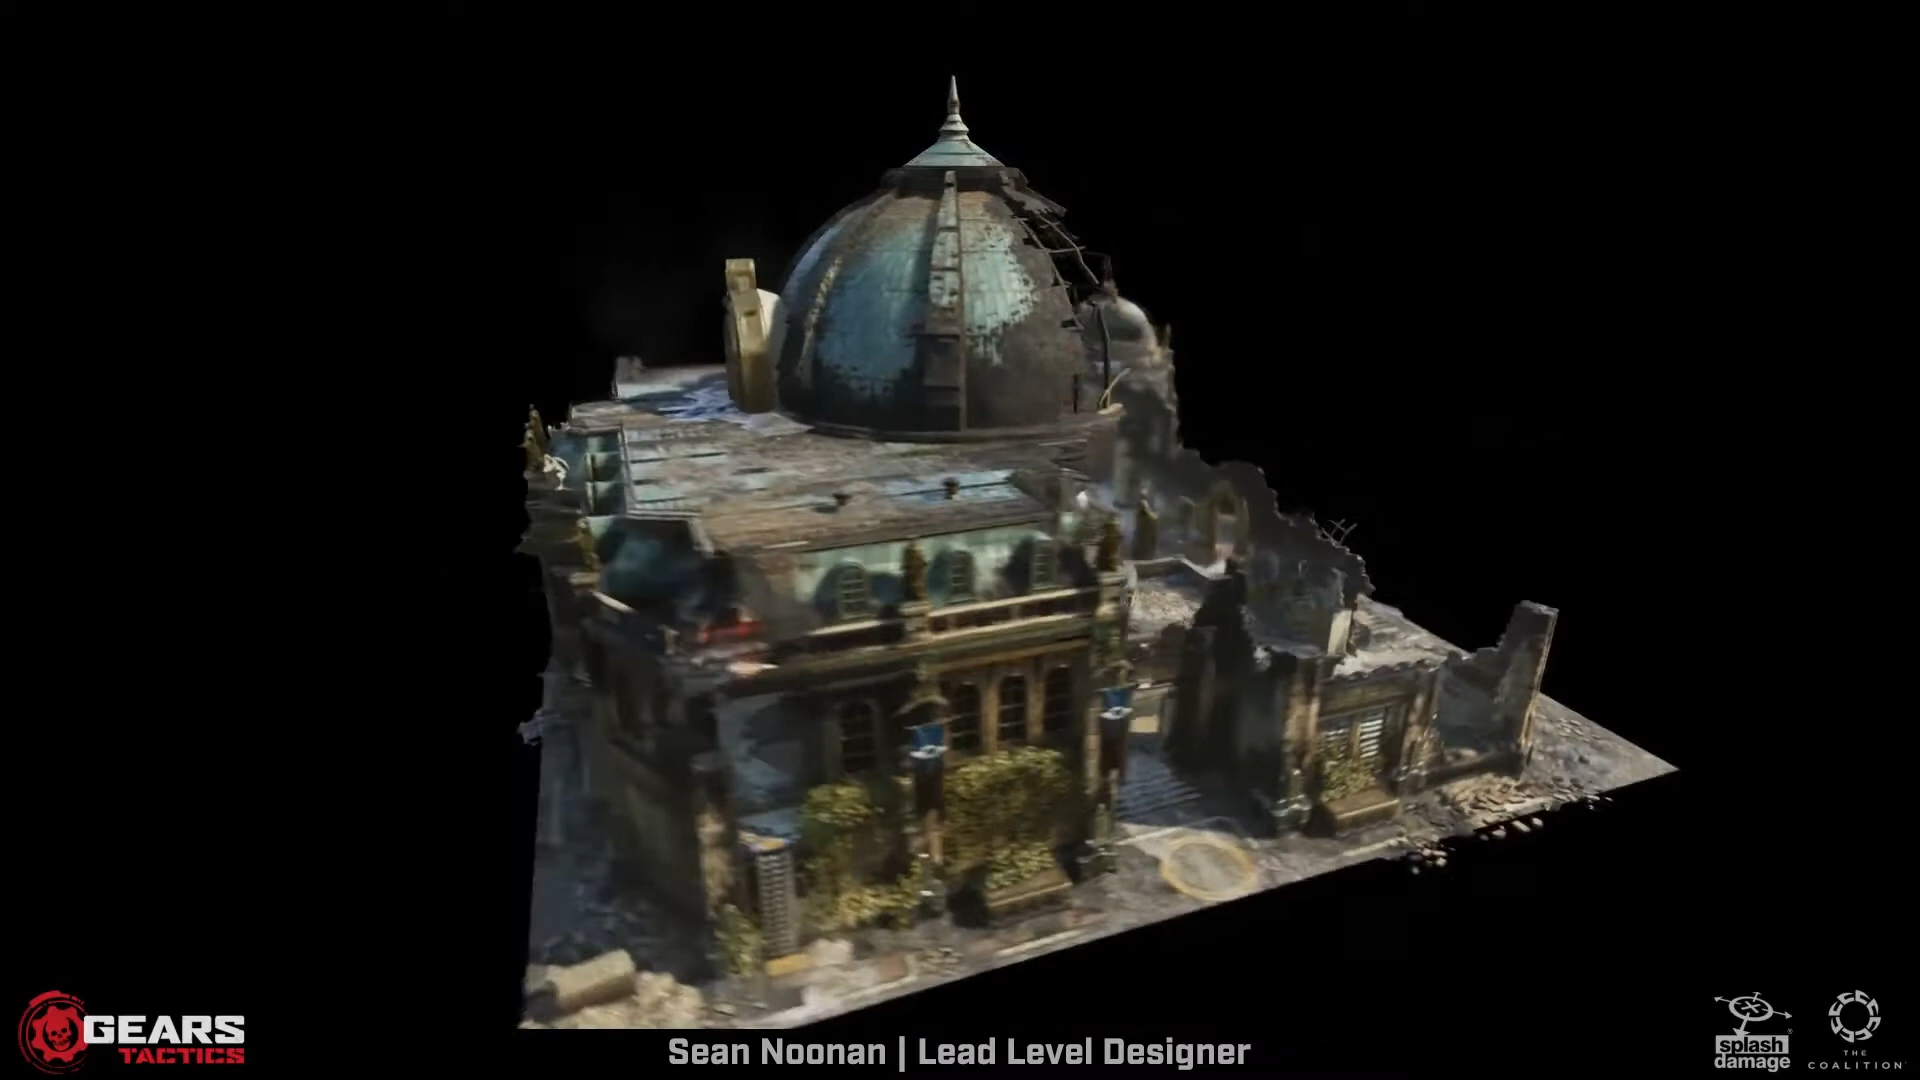 GEARS
TACTICS
Sean Noonan | Lead Level Designer
splash
damage
THE
COALITION